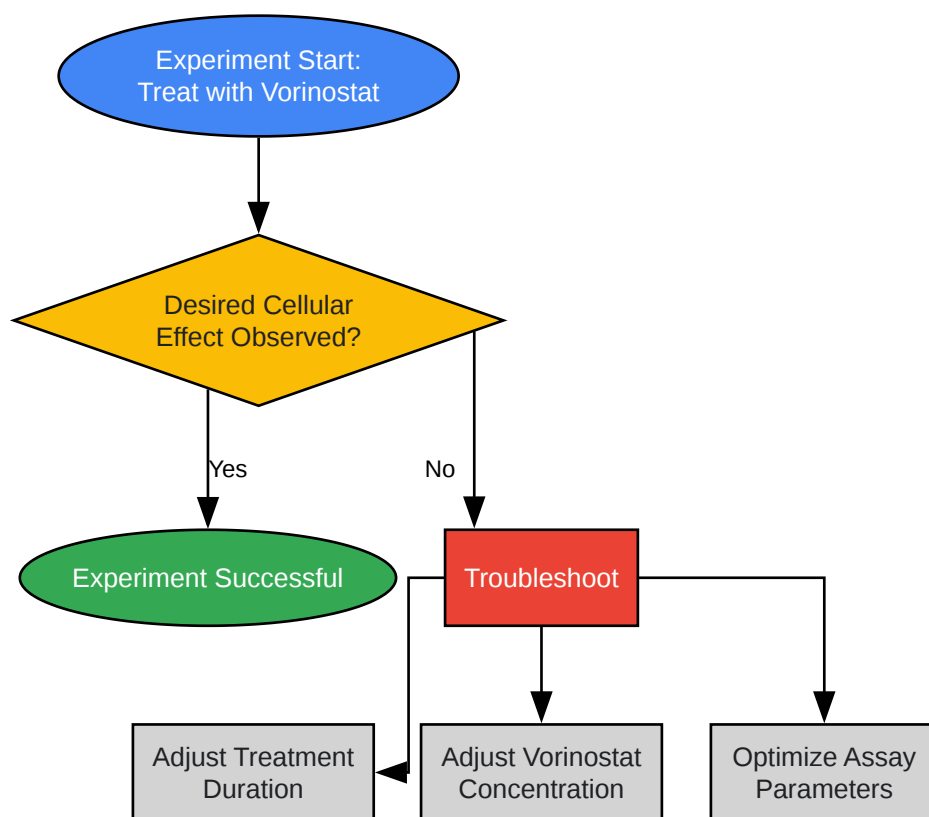 Experiment Start:
Treat with Vorinostat
Desired Cellular
Effect Observed?
Yes
No
Experiment Successful
Troubleshoot
Adjust Treatment
Duration
Adjust Vorinostat
Concentration
Optimize Assay
Parameters